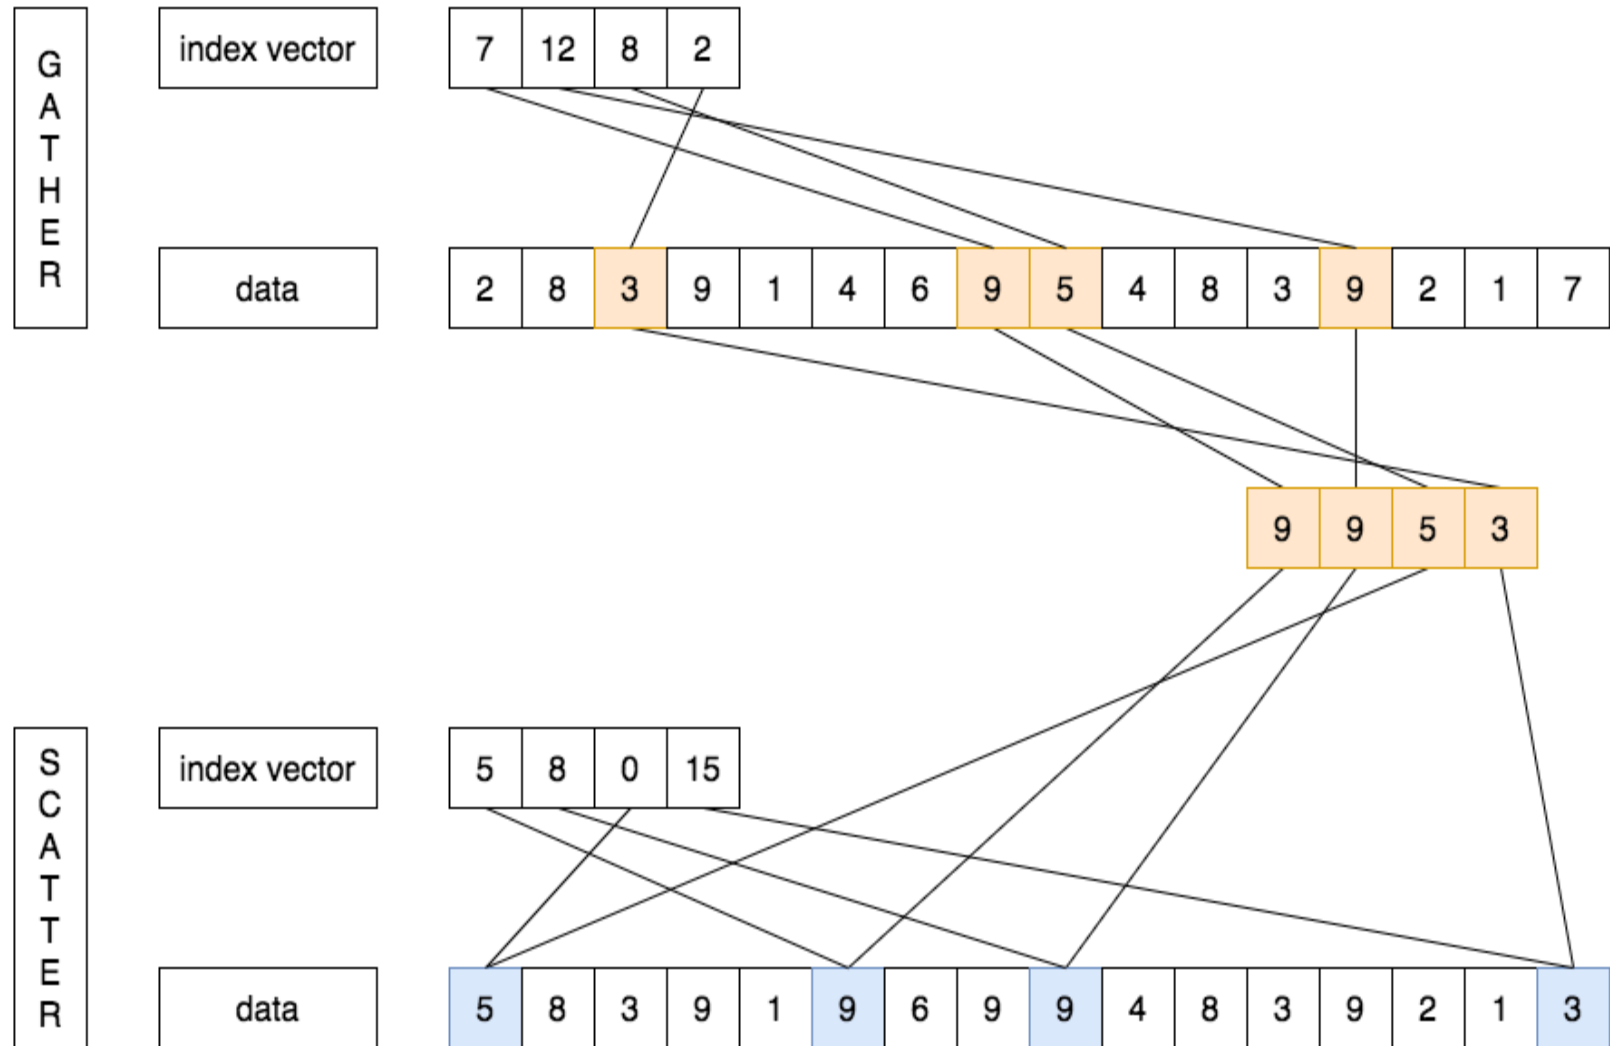 GATHER
index vector 7 12 8 2
data 2 8 3 9 1 4 6 9 5 4 8 3 9 2 1 7
9 9 5 3
SCATTER
index vector 5 8 0 15
data 5 8 3 9 1 9 6 9 9 4 8 3 9 2 1 3